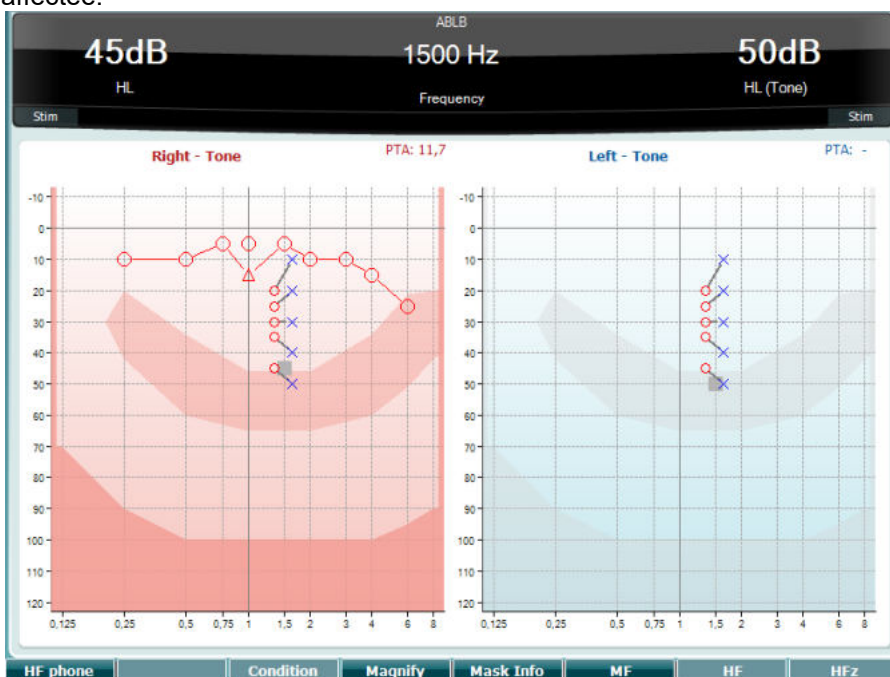 affected.
ABLB
45dB 1500 Hz 50dB
HL Frequency HL (Tone)
Stim Stim
Right - Tone PTA: 11,7 Left - Tone PTA: -
-10 -10
0 0
10 10
20 20
30 30
40 40
50 50
60 60
70 70
80 80
90 90
100 100
110 110
120 120
0,125 0,25 0,5 0,75 1 1,5 2 3 4 6 8 0,125 0,25 0,5 0,75 1 1,5 2 3 4 6 8
HF phone Condition Magnify Mask Info MF HF HFz